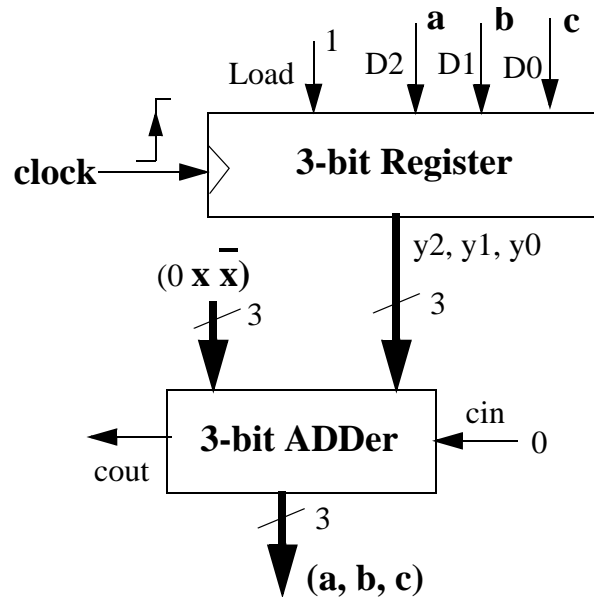 1
a
b
c
Load
D2
D1
D0
3-bit Register
clock
y2, y1, y0
(0 x x̅)
3
3
3-bit ADDer
cin
0
cout
3
(a, b, c)